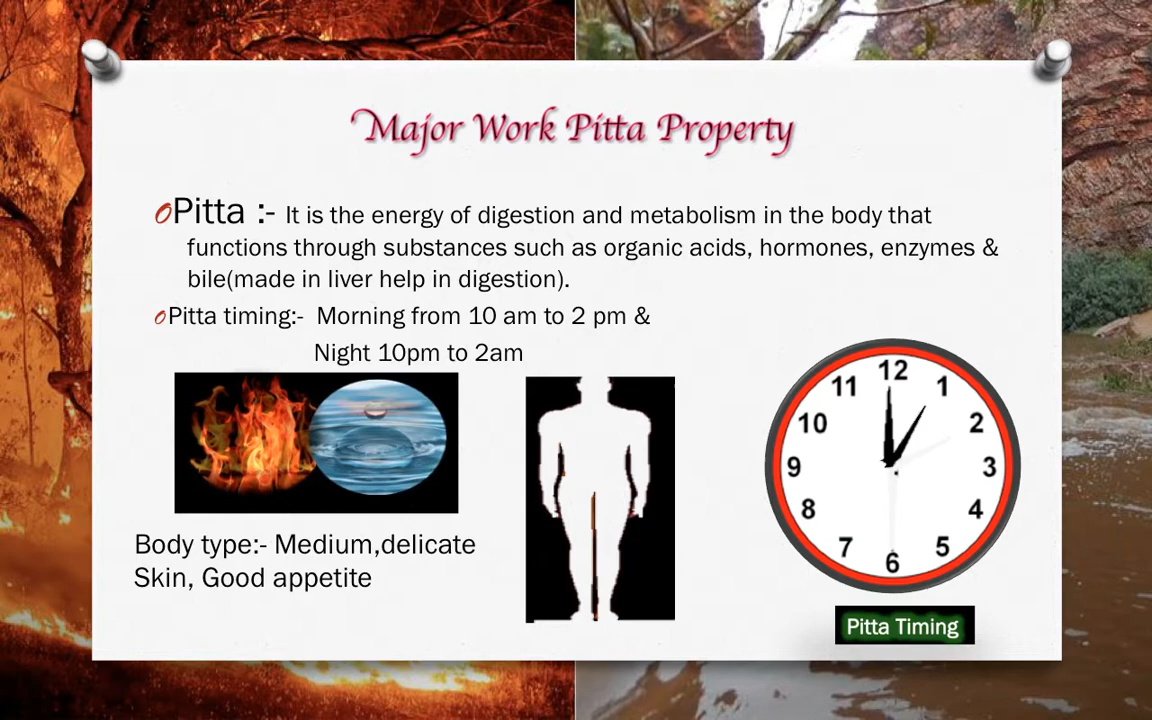 Major Work Pitta Property
Pitta :- It is the energy of digestion and metabolism in the body that
functions through substances such as organic acids, hormones, enzymes &
bile(made in liver help in digestion).
Pitta timing:- Morning from 10 am to 2 pm &
Night 10pm to 2am
12
11 1
10 2
9 3
8 4
7 5
6
Body type:- Medium,delicate
Skin, Good appetite
Pitta Timing